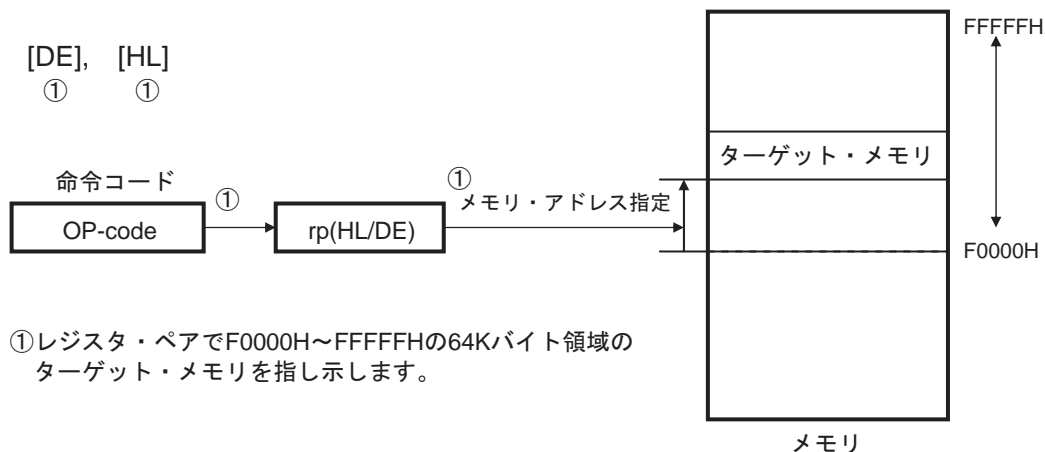 FFFFFH
[DE], [HL]
① ①
ターゲット・メモリ
命令コード
①
①
メモリ・アドレス指定
OP-code
rp(HL/DE)
F0000H
①レジスタ・ペアでF0000H～FFFFFHの64Kバイト領域の
ターゲット・メモリを指し示します。
メモリ